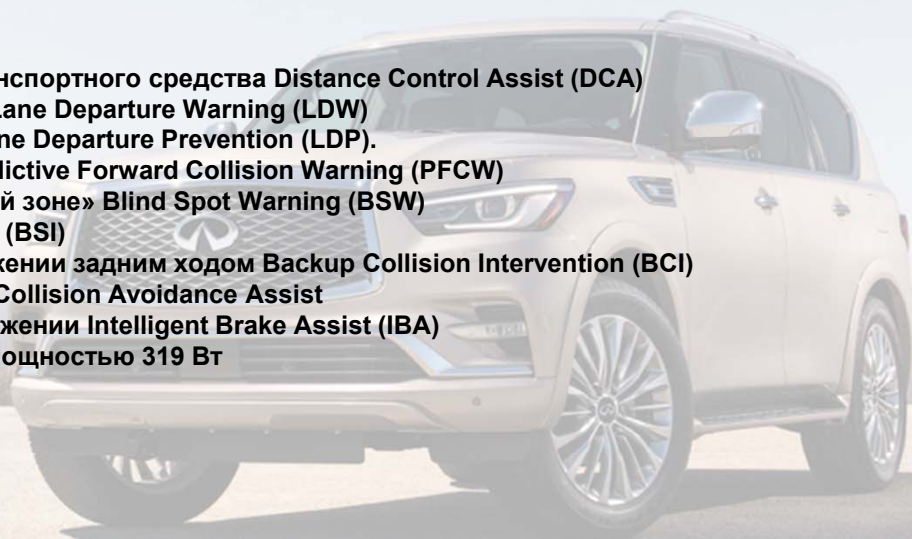 нспортного средства Distance Control Assist (DCA)
Lane Departure Warning (LDW)
ne Departure Prevention (LDP).
dictive Forward Collision Warning (PFCW)
й зоне» Blind Spot Warning (BSW)
(BSI)
жении задним ходом Backup Collision Intervention (BCI)
Collision Avoidance Assist
жении Intelligent Brake Assist (IBA)
мощностью 319 Вт